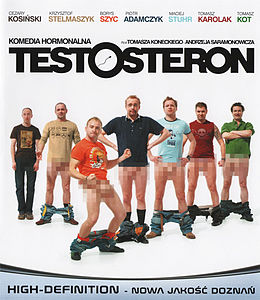 CEZARY KOSIŃSKI KRZYSZTOF STELMASZYK BORYS SZYC PIOTR ADAMCZYK MACIEJ STUHR TOMASZ KAROLAK TOMASZ KOT
KOMEDIA HORMONALNA TOMASZA KONECKIEGO ANDRZEJA SARAMONOWICZA
TESTOSTERON
HIGH-DEFINITION - NOWA JAKOŚĆ DOZNAŃ